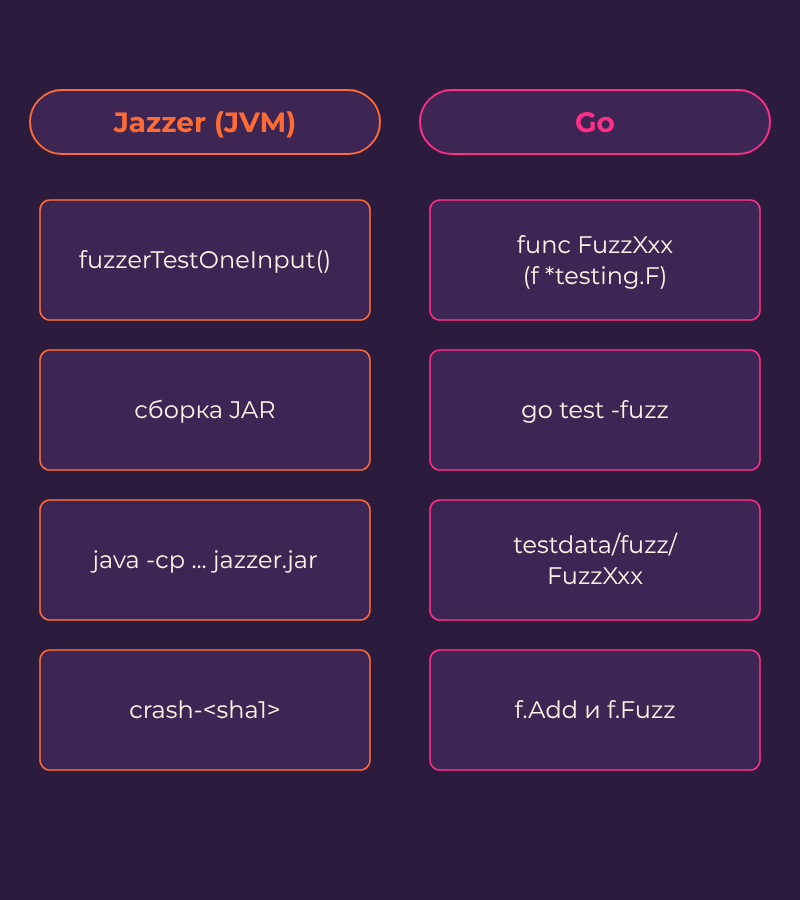 Jazzer (JVM)
Go
fuzzerTestOneInput()
func FuzzXxx
(f *testing.F)
сборка JAR
go test -fuzz
java -cp ... jazzer.jar
testdata/fuzz/
FuzzXxx
crash-<sha1>
f.Add и f.Fuzz